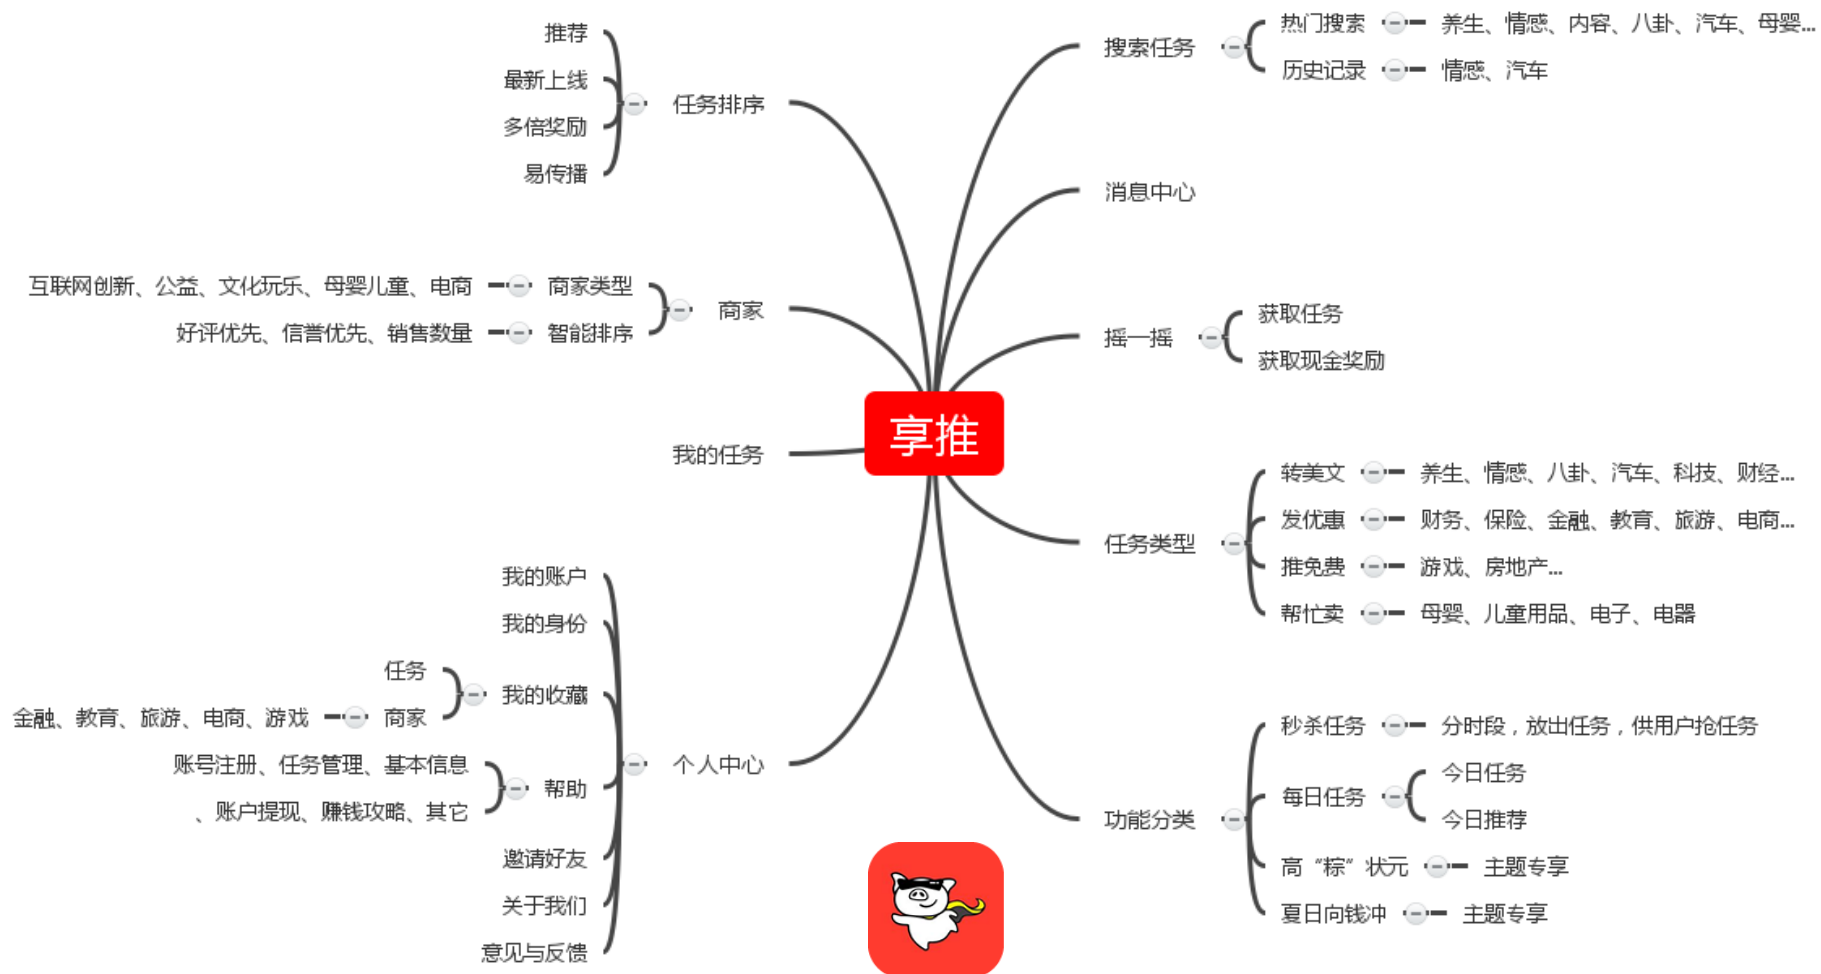 享推
搜索任务
热门搜索
养生、情感、内容、八卦、汽车、母婴...
历史记录
情感、汽车
消息中心
摇一摇
获取任务
获取现金奖励
任务类型
转美文
养生、情感、八卦、汽车、科技、财经...
发优惠
财务、保险、金融、教育、旅游、电商...
推免费
游戏、房地产...
帮忙卖
母婴、儿童用品、电子、电器
功能分类
秒杀任务
分时段，放出任务，供用户抢任务
每日任务
今日任务
今日推荐
高“粽”状元
主题专享
夏日向钱冲
主题专享
任务排序
推荐
最新上线
多倍奖励
易传播
商家
商家类型
互联网创新、公益、文化玩乐、母婴儿童、电商
智能排序
好评优先、信誉优先、销售数量
我的任务
个人中心
我的账户
我的身份
我的收藏
任务
商家
金融、教育、旅游、电商、游戏
帮助
账号注册、任务管理、基本信息
、账户提现、赚钱攻略、其它
邀请好友
关于我们
意见与反馈